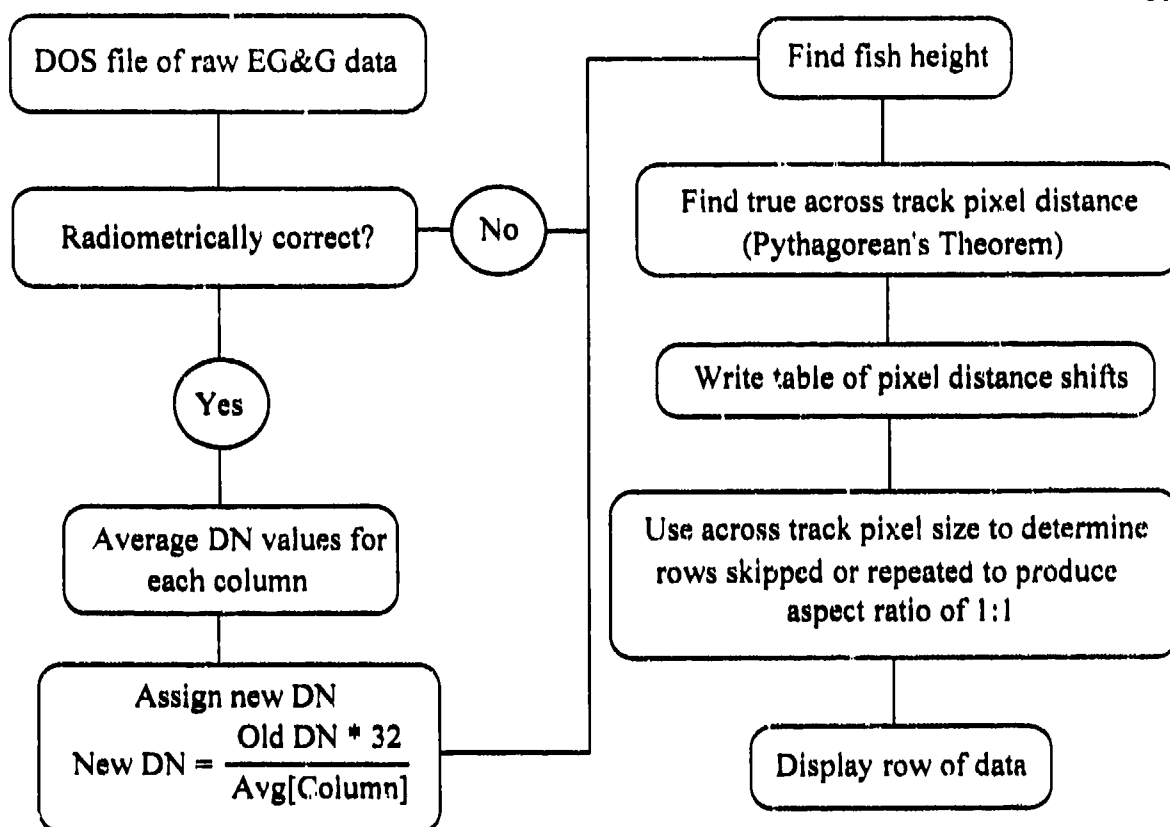 DOS file of raw EG&G data
Radiometrically correct?
No
Yes
Average DN values for
each column
Assign new DN
New DN = Old DN * 32
Avg[Column]
Find fish height
Find true across track pixel distance
(Pythagorean's Theorem)
Write table of pixel distance shifts
Use across track pixel size to determine
rows skipped or repeated to produce
aspect ratio of 1:1
Display row of data